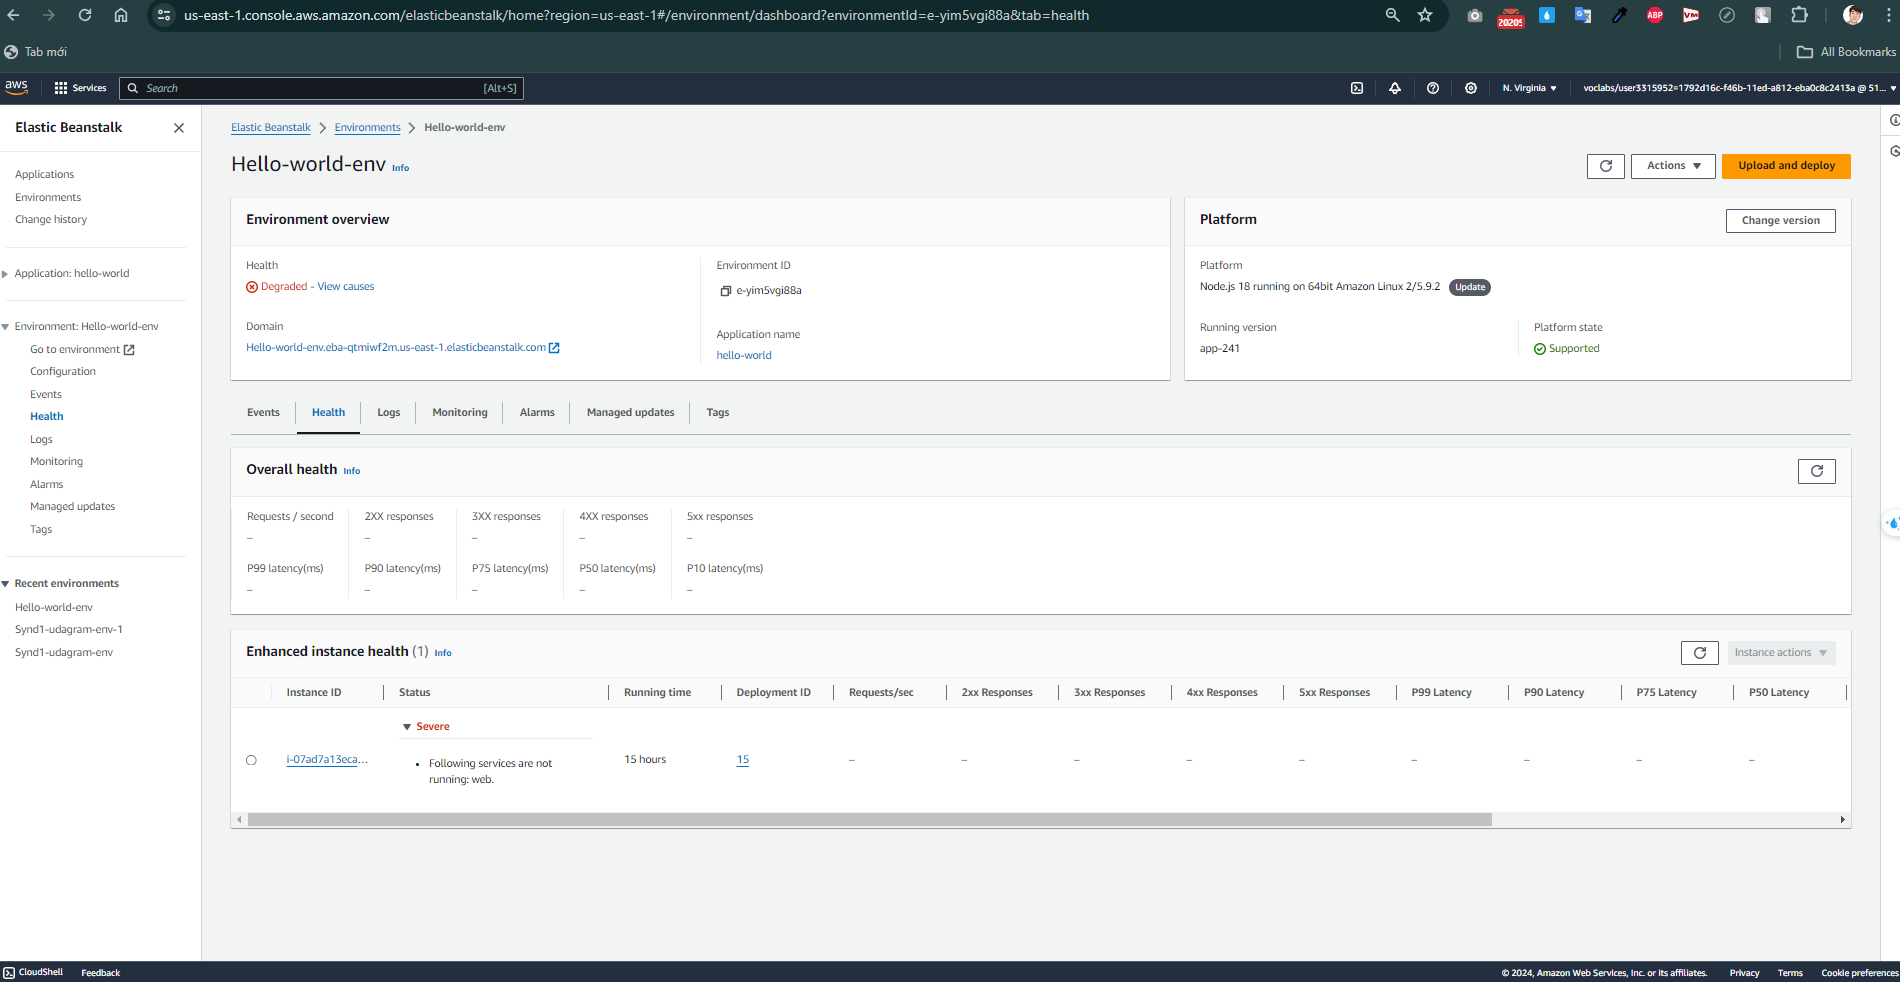 us-east-1.console.aws.amazon.com/elasticbeanstalk/home?region=us-east-1#/environment/dashboard?environmentId=e-yim5vgi88a&tab=health
20205
ABP
VM
Tab mới
All Bookmarks
aws
Services
Search
[Alt+S]
N. Virginia
voclabs/user3315952=1792d16c-f46b-11ed-a812-eba0c8c2413a @ 51...
Elastic Beanstalk
Applications
Environments
Change history
Application: hello-world
Environment: Hello-world-env
Go to environment
Configuration
Events
Health
Logs
Monitoring
Alarms
Managed updates
Tags
Recent environments
Hello-world-env
Synd1-udagram-env-1
Synd1-udagram-env
Elastic Beanstalk > Environments > Hello-world-env
Hello-world-env Info
Actions
Upload and deploy
Environment overview
Health
Degraded - View causes
Domain
Hello-world-env.eba-qtmiwf2m.us-east-1.elasticbeanstalk.com
Environment ID
e-yim5vgi88a
Application name
hello-world
Platform
Change version
Platform
Node.js 18 running on 64bit Amazon Linux 2/5.9.2 Update
Running version
app-241
Platform state
Supported
Events Health Logs Monitoring Alarms Managed updates Tags
Overall health Info
Requests / second 2XX responses 3XX responses 4XX responses 5xx responses
– – – – –
P99 latency(ms) P90 latency(ms) P75 latency(ms) P50 latency(ms) P10 latency(ms)
– – – – –
Enhanced instance health (1) Info
Instance actions
Instance ID Status Running time Deployment ID Requests/sec 2xx Responses 3xx Responses 4xx Responses 5xx Responses P99 Latency P90 Latency P75 Latency P50 Latency
Severe
i-07ad7a13eca...
Following services are not
running: web.
15 hours 15 – – – – – – – – –
CloudShell Feedback
© 2024, Amazon Web Services, Inc. or its affiliates. Privacy Terms Cookie preferences